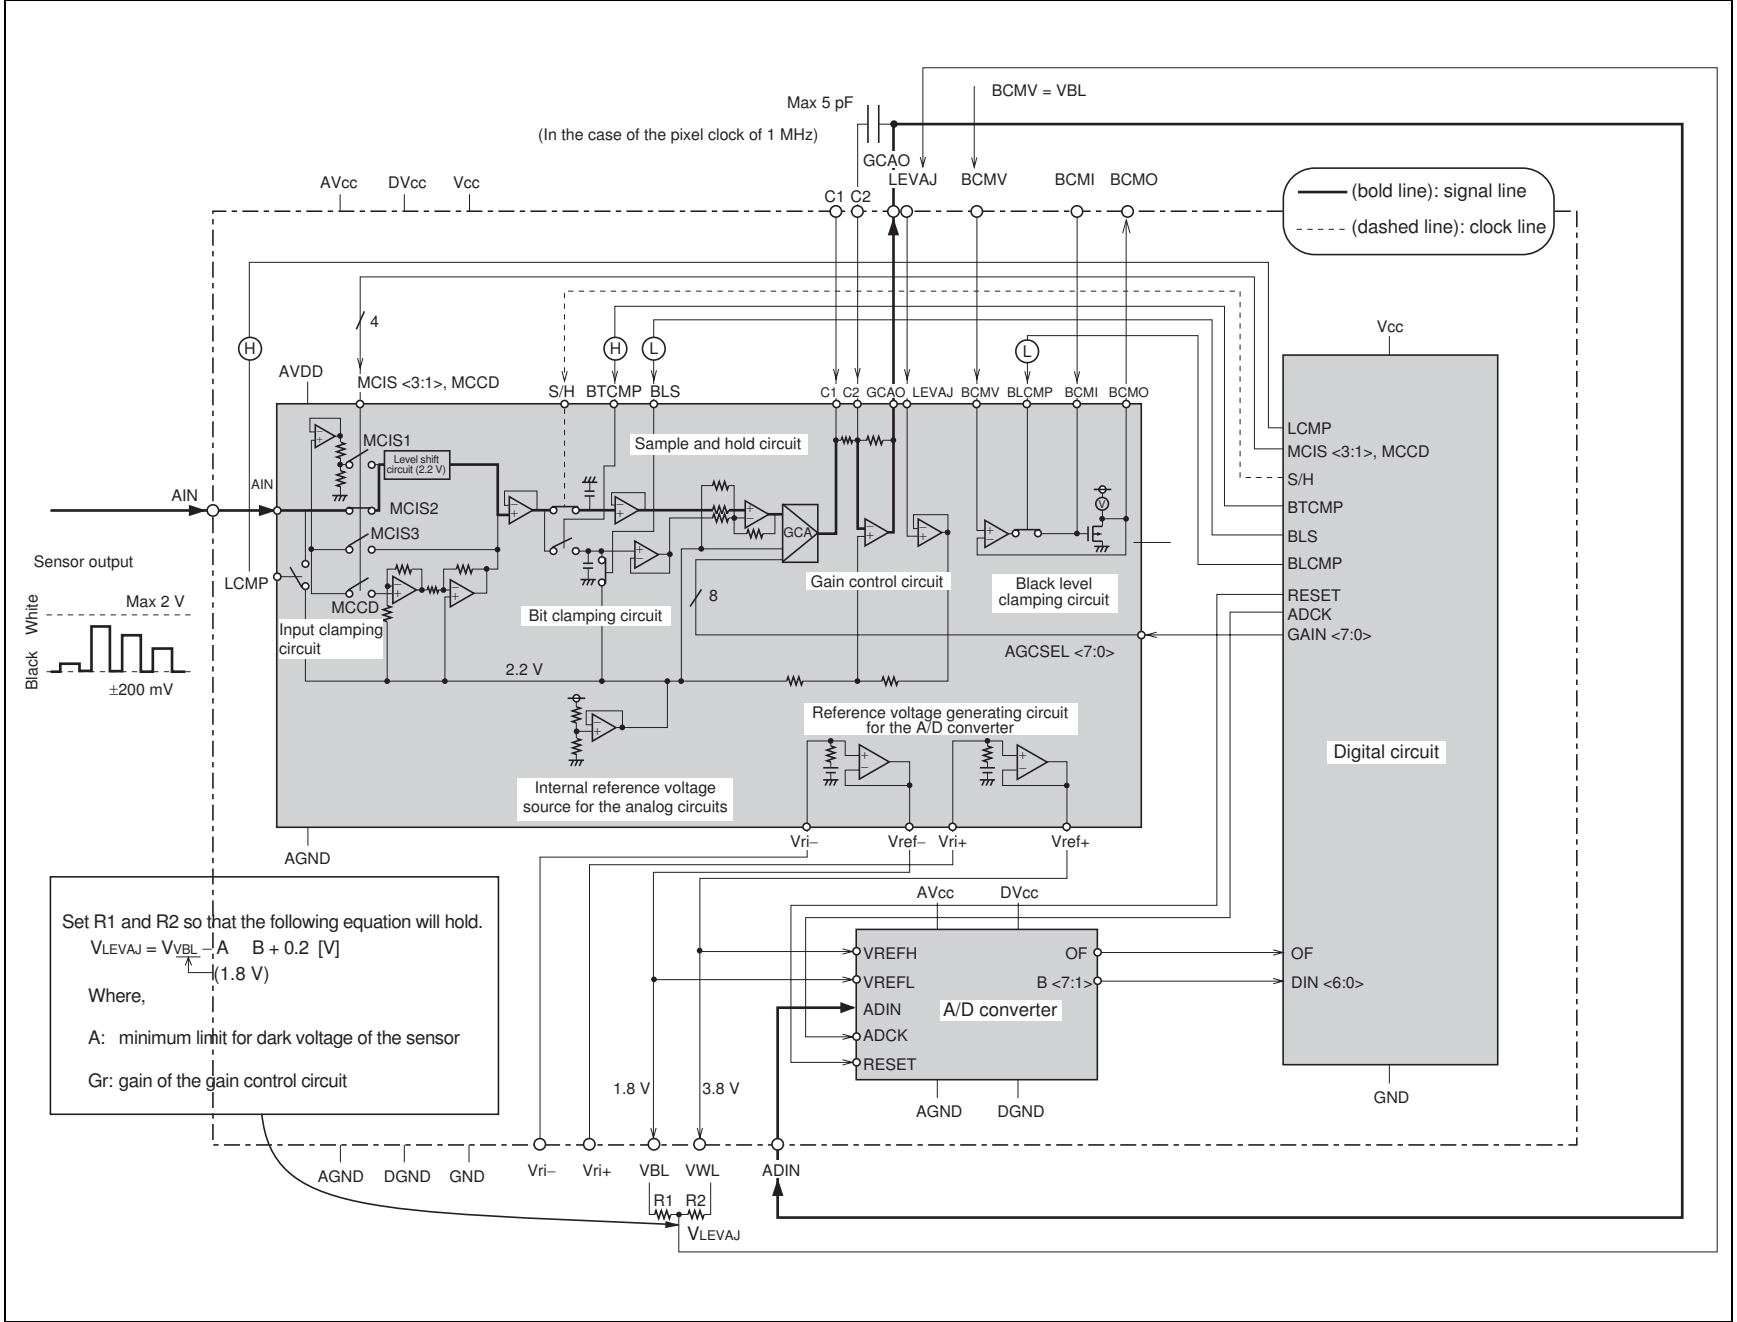 Max 5 pF
(In the case of the pixel clock of 1 MHz)
BCMV = VBL
GCAO
LEVAJ
BCMV
BCMI
BCMO
C1
C2
AVcc
DVcc
Vcc
(bold line): signal line
(dashed line): clock line
H
4
H
L
L
Vcc
AVDD
MCIS <3:1>, MCCD
S/H
BTCMP
BLS
C1
C2
GCAO
LEVAJ
BCMV
BLCMP
BCMI
BCMO
MCIS1
Level shift
circuit (2.2 V)
Sample and hold circuit
LCMP
MCIS <3:1>, MCCD
S/H
BTCMP
BLS
BLCMP
RESET
ADCK
GAIN <7:0>
AIN
AIN
MCIS2
MCIS3
MCCD
GCA
V
Sensor output
LCMP
White
Black
Max 2 V
±200 mV
Input clamping
circuit
Bit clamping circuit
8
Gain control circuit
Black level
clamping circuit
AGCSEL <7:0>
2.2 V
Reference voltage generating circuit
for the A/D converter
Internal reference voltage
source for the analog circuits
Digital circuit
AGND
Vri–
Vref–
Vri+
Vref+
Set R1 and R2 so that the following equation will hold.
VLEVAJ = VVBL – A B + 0.2 [V]
(1.8 V)
Where,
A: minimum limit for dark voltage of the sensor
Gr: gain of the gain control circuit
AVcc
DVcc
VREFH
VREFL
ADIN
ADCK
RESET
OF
B <7:1>
A/D converter
OF
DIN <6:0>
1.8 V
3.8 V
AGND
DGND
GND
AGND
DGND
GND
Vri–
Vri+
VBL
VWL
ADIN
R1
R2
VLEVAJ